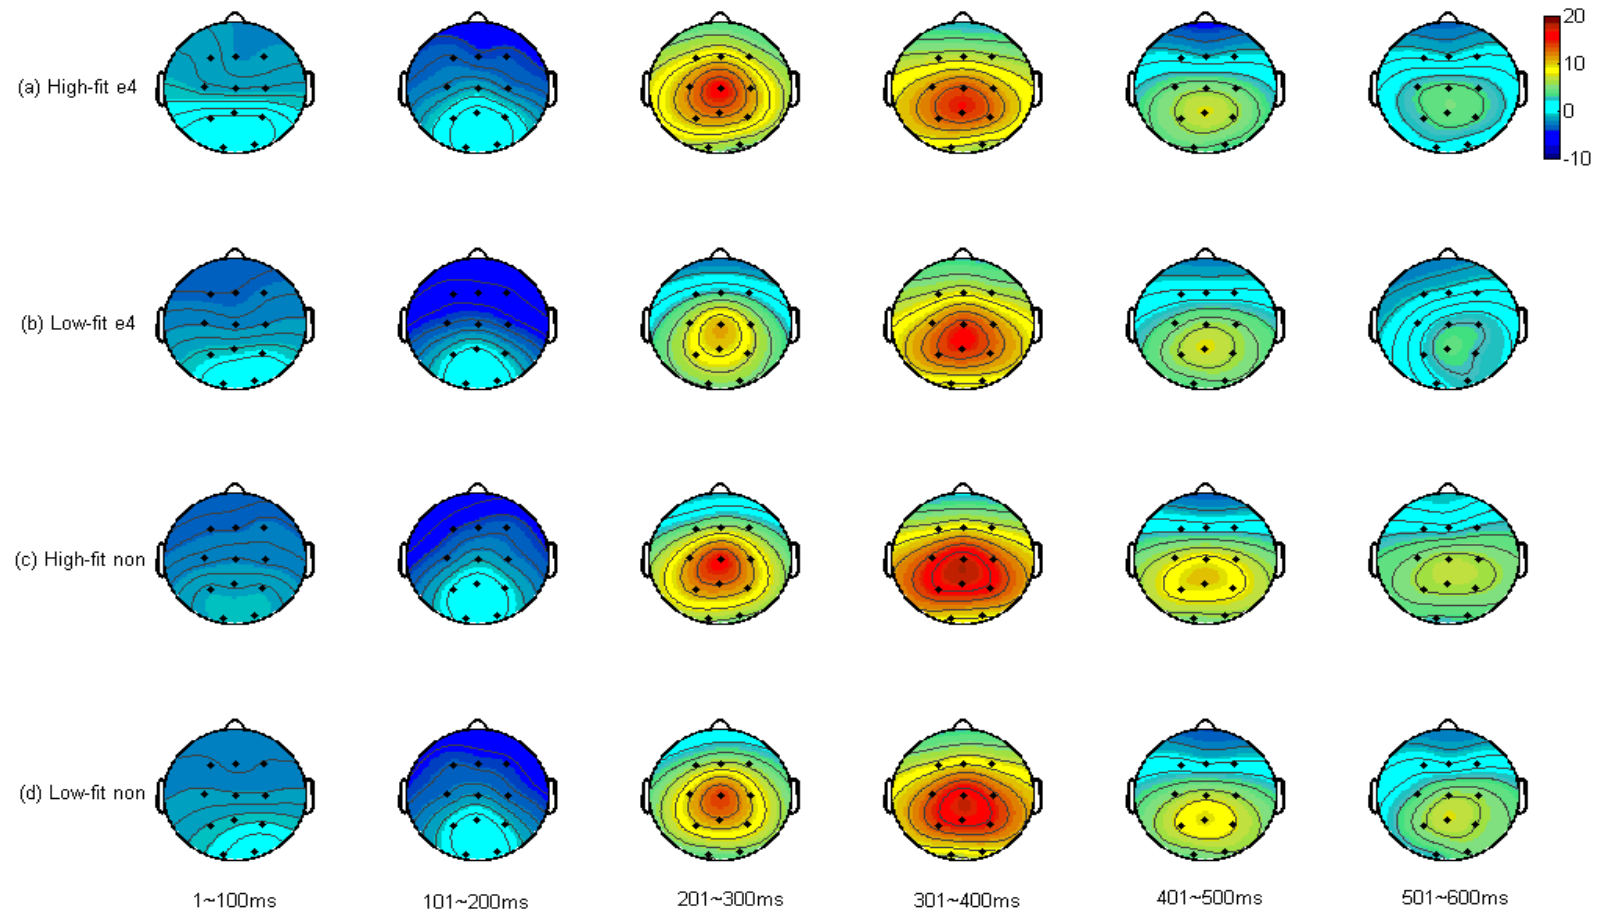 20
(a) High-fit e4
10
0
-10
(b) Low-fit e4
(c) High-fit non
(d) Low-fit non
1~100ms 101~200ms 201~300ms 301~400ms 401~500ms 501~600ms